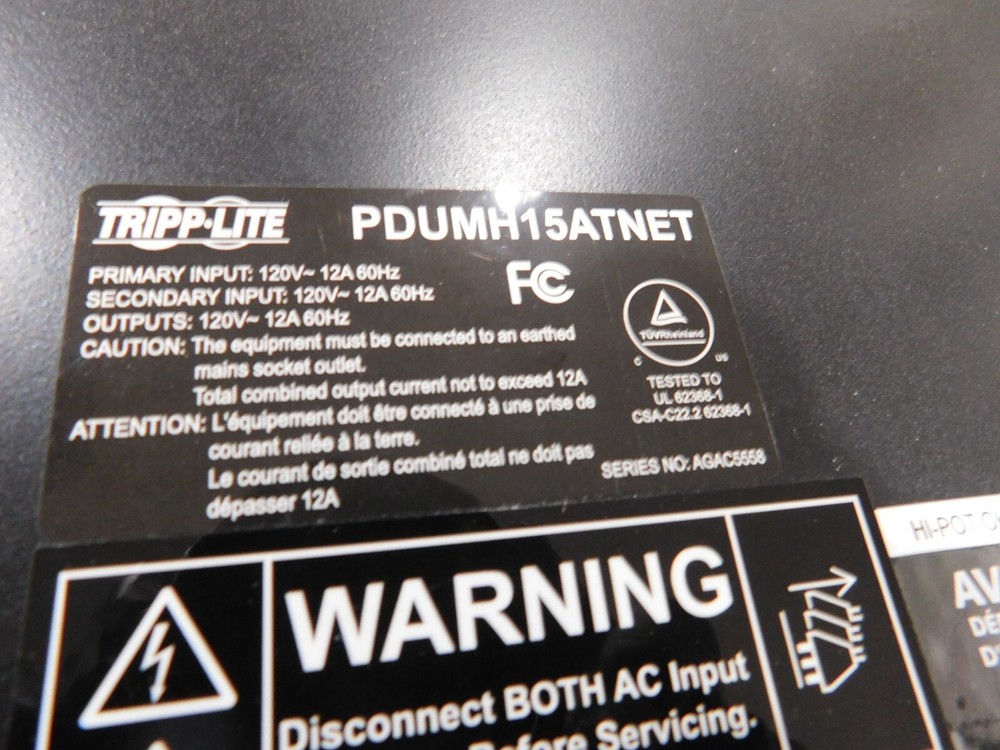 TRIPP·LITE
PDUMH15ATNET
PRIMARY INPUT: 120V~ 12A 60Hz
SECONDARY INPUT: 120V~ 12A 60Hz
OUTPUTS: 120V~ 12A 60Hz
CAUTION: The equipment must be connected to an earthed
mains socket outlet.
Total combined output current not to exceed 12A
ATTENTION: L'équipement doit être connecté à une prise de
courant reliée à la terre.
Le courant de sortie combiné total ne doit pas
dépasser 12A
FC
TÜVRheinland
C US
TESTED TO
UL 62368-1
CSA-C22.2 62368-1
SERIES NO: AGAC5558
WARNING
Disconnect BOTH AC Input
Before Servicing.
HI-POT
AV
DÉ
D'